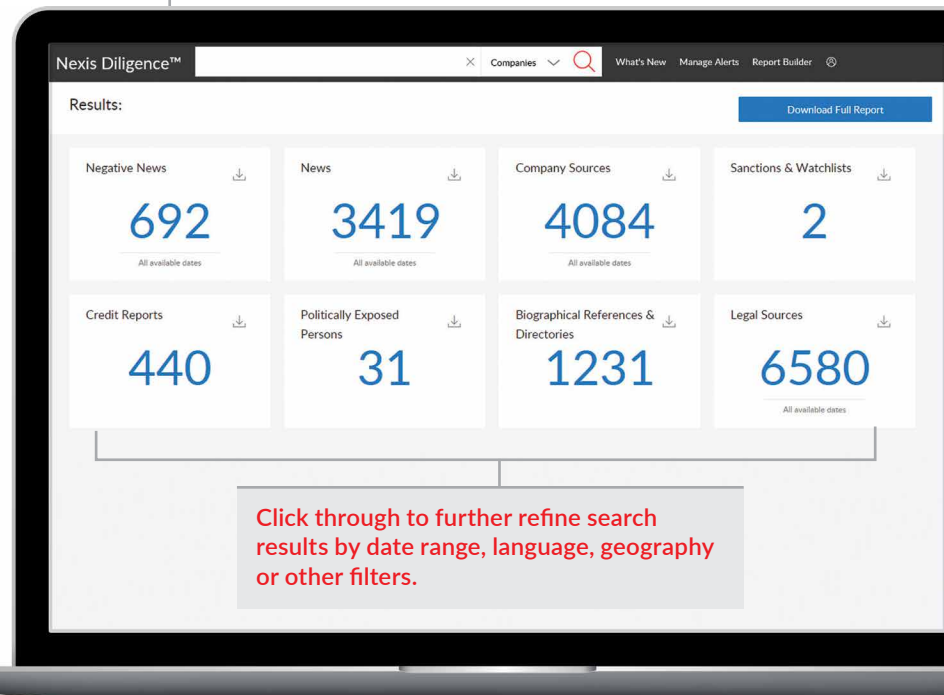 Nexis Diligence™
Companies
What's New Manage Alerts Report Builder
Results:
Download Full Report
Negative News
692
All available dates
News
3419
All available dates
Company Sources
4084
All available dates
Sanctions & Watchlists
2
Credit Reports
440
Politically Exposed
Persons
31
Biographical References &
Directories
1231
Legal Sources
6580
All available dates
Click through to further refine search
results by date range, language, geography
or other filters.